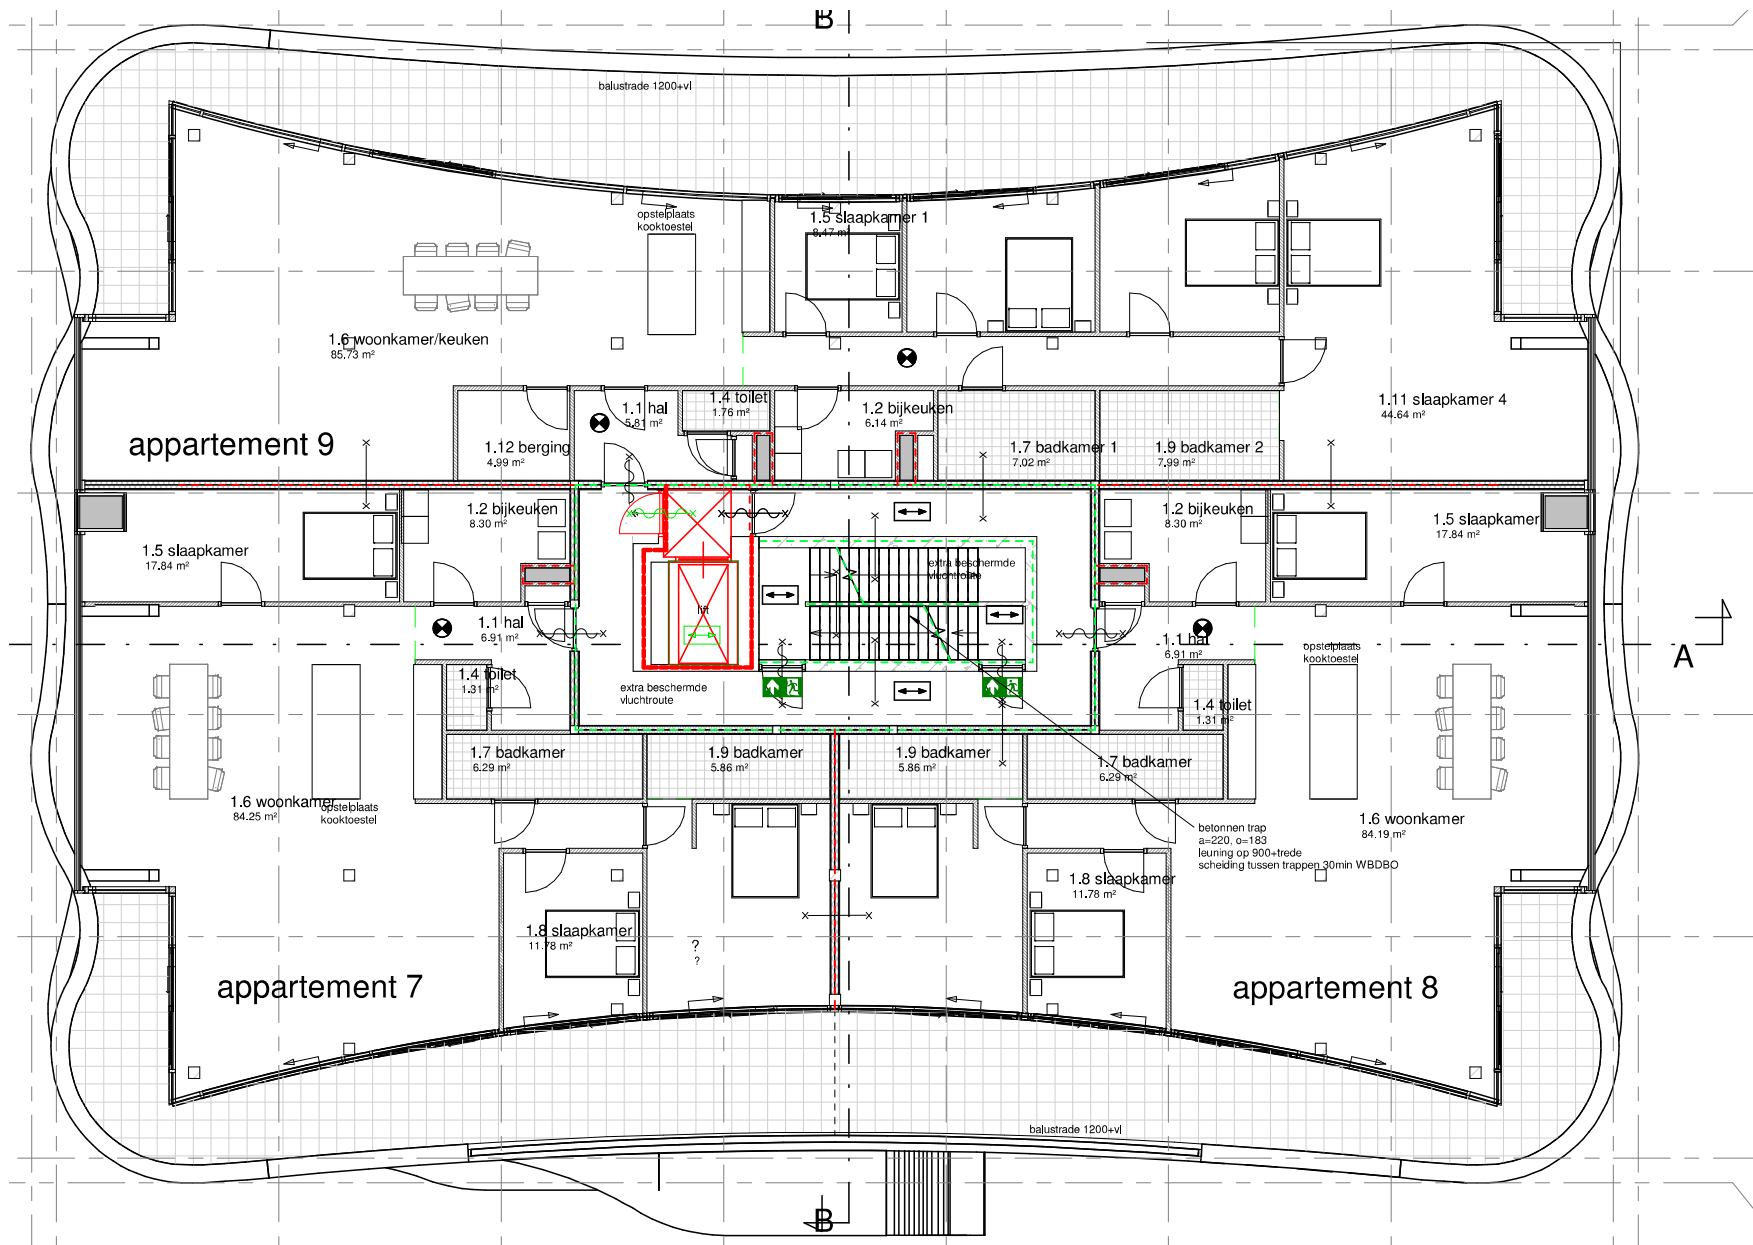 B
balustrade 1200+vl
opstelplaats
kooktoestel
1.5 slaapkamer 1
8.47 m²
1.6 woonkamer/keuken
85.73 m²
1.1 hal
5.81 m²
1.4 toilet
1.76 m²
1.2 bijkeuken
6.14 m²
1.11 slaapkamer 4
44.64 m²
appartement 9
1.12 berging
4.99 m²
1.7 badkamer 1
7.02 m²
1.9 badkamer 2
7.99 m²
1.2 bijkeuken
8.30 m²
1.2 bijkeuken
8.30 m²
1.5 slaapkamer
17.84 m²
1.5 slaapkamer
17.84 m²
extra beschermde
vluchtroute
lift
1.1 hal
6.91 m²
1.1 hal
6.91 m²
A
opstelplaats
kooktoestel
1.4 toilet
1.31 m²
extra beschermde
vluchtroute
1.4 toilet
1.31 m²
1.7 badkamer
6.29 m²
1.9 badkamer
5.86 m²
1.9 badkamer
5.86 m²
1.7 badkamer
6.29 m²
1.6 woonkamer
84.25 m²
opstelplaats
kooktoestel
1.6 woonkamer
84.19 m²
betonnen trap
a=220, o=183
leuning op 900+trede
scheiding tussen trappen 30min WBDBO
1.8 slaapkamer
11.78 m²
1.8 slaapkamer
11.78 m²
?
?
appartement 7
appartement 8
balustrade 1200+vl
B